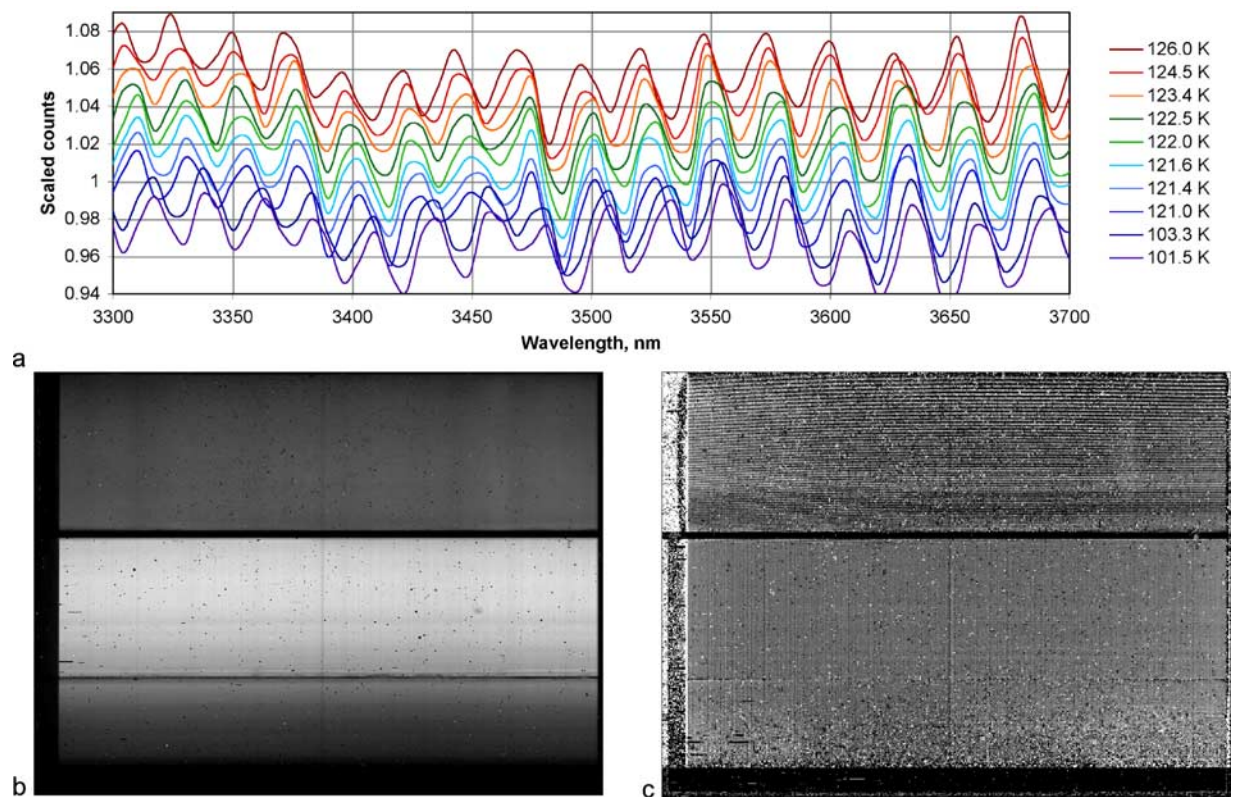 1.08
1.06
1.04
1.02
1
0.98
0.96
0.94
Scaled counts
3300 3350 3400 3450 3500 3550 3600 3650 3700
Wavelength, nm
126.0 K
124.5 K
123.4 K
122.5 K
122.0 K
121.6 K
121.4 K
121.0 K
103.3 K
101.5 K
a
b
c